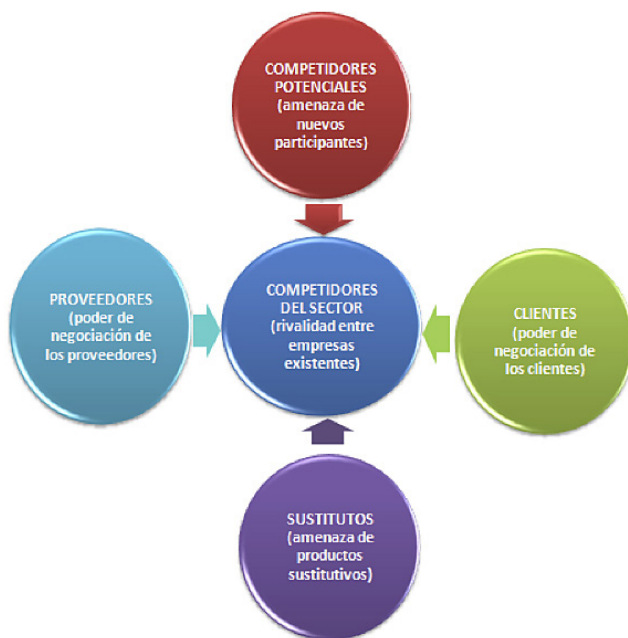 COMPETIDORES
POTENCIALES
(amenaza de
nuevos
participantes)
PROVEEDORES
(poder de
negociación de
los proveedores)
COMPETIDORES
DEL SECTOR
(rivalidad entre
empresas
existentes)
CLIENTES
(poder de
negociación de
los clientes)
SUSTITUTOS
(amenaza de
productos
sustitutivos)